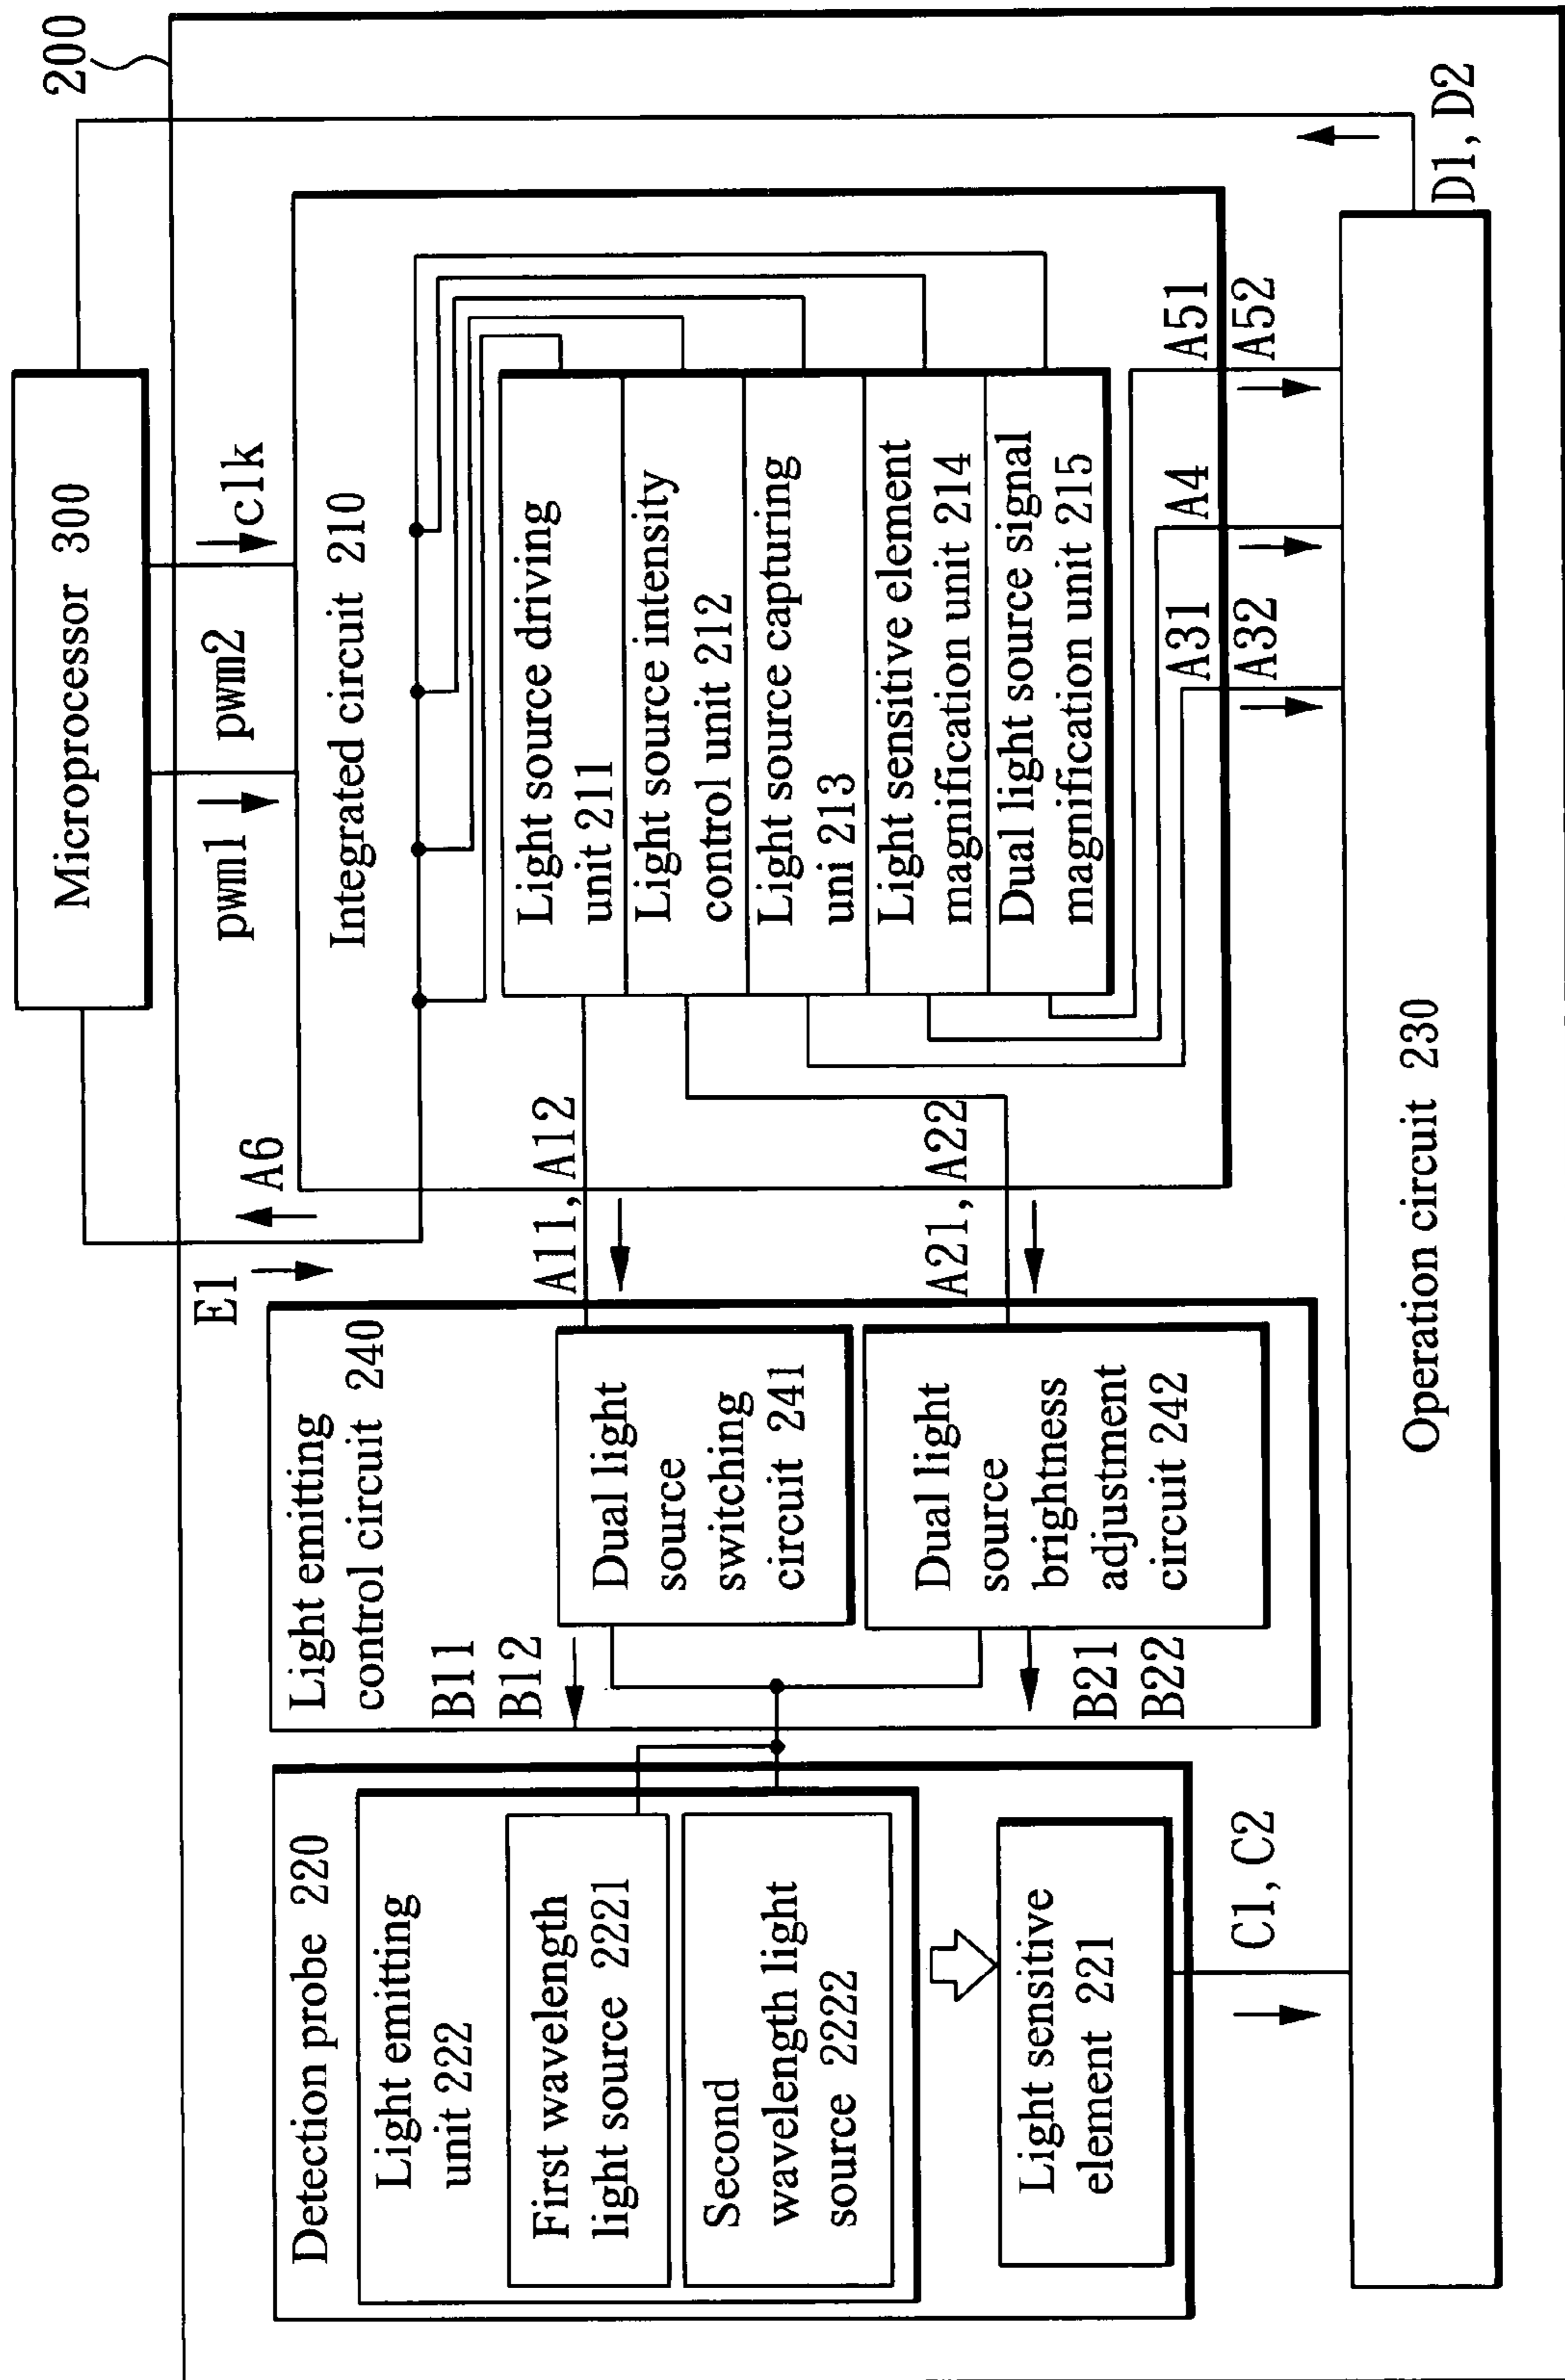 200
Microprocessor 300
pwm1
pwm2
clk
A6
E1
D1, D2
Detection probe 220
Light emitting
unit 222
First wavelength
light source 2221
Second
wavelength light
source 2222
Light sensitive
element 221
C1, C2
Light emitting
control circuit 240
B11
B12
Dual light
source
switching
circuit 241
Dual light
source
brightness
adjustment
circuit 242
B21
B22
A11, A12
A21, A22
Integrated circuit 210
Light source driving
unit 211
Light source intensity
control unit 212
Light source capturing
uni 213
Light sensitive element
magnification unit 214
Dual light source signal
magnification unit 215
A31
A32
A4
A51
A52
Operation circuit 230